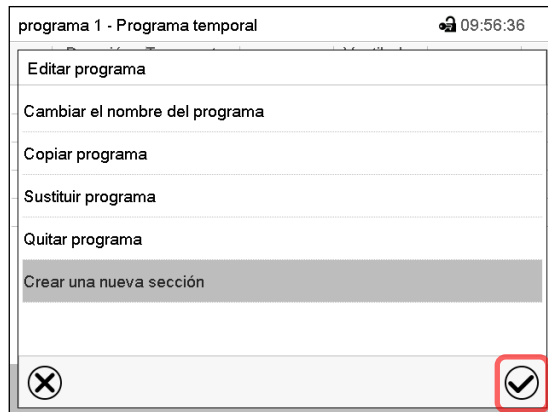 programa 1 - Programa temporal 09:56:36
Editar programa
Cambiar el nombre del programa
Copiar programa
Sustituir programa
Quitar programa
Crear una nueva sección